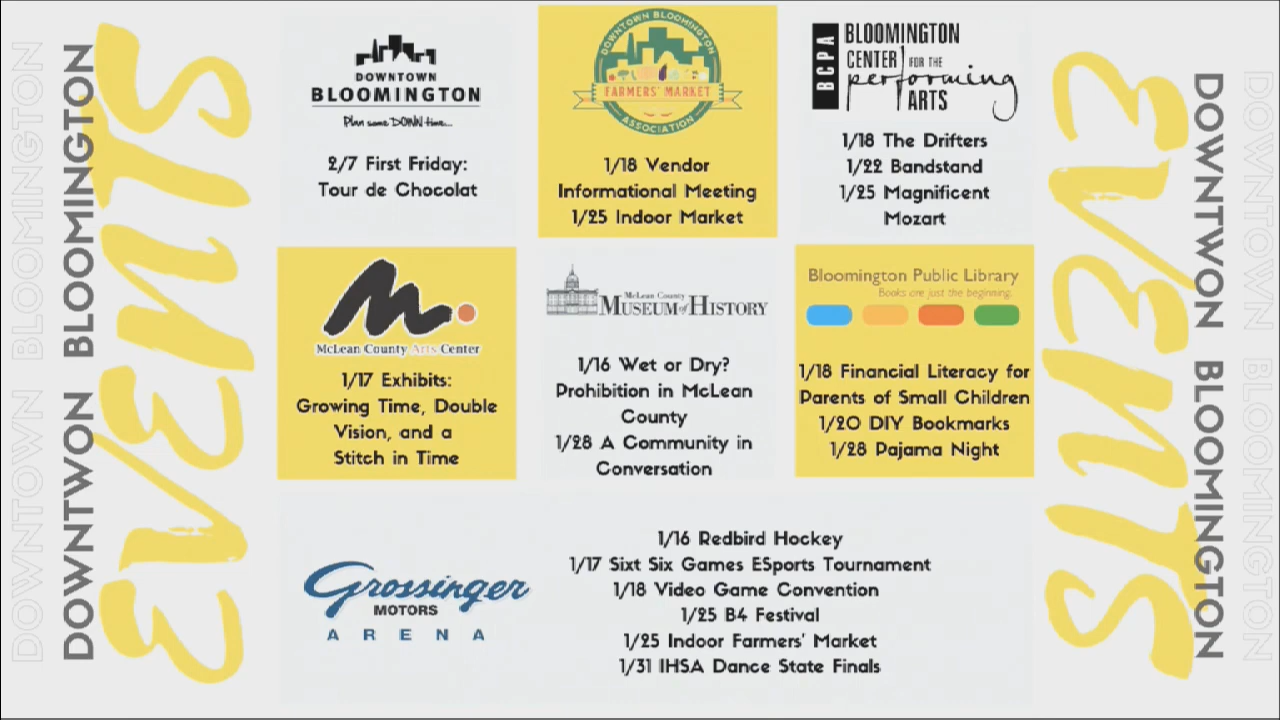 DOWNTOWN BLOOMINGTON
DOWNTWON BLOOMINGTON
EVENTS
DOWNTOWN
BLOOMINGTON
Plan some DOWN time...
2/7 First Friday:
Tour de Chocolat
DOWNTOWN BLOOMINGTON
FARMERS' MARKET
ASSOCIATION
1/18 Vendor
Informational Meeting
1/25 Indoor Market
BCPA
BLOOMINGTON
CENTER FOR THE
performing
ARTS
1/18 The Drifters
1/22 Bandstand
1/25 Magnificent
Mozart
McLean County Arts Center
1/17 Exhibits:
Growing Time, Double
Vision, and a
Stitch in Time
McLean County
MUSEUM of HISTORY
1/16 Wet or Dry?
Prohibition in McLean
County
1/28 A Community in
Conversation
Bloomington Public Library
Books are just the beginning.
1/18 Financial Literacy for
Parents of Small Children
1/20 DIY Bookmarks
1/28 Pajama Night
Grossinger
MOTORS
ARENA
1/16 Redbird Hockey
1/17 Sixt Six Games ESports Tournament
1/18 Video Game Convention
1/25 B4 Festival
1/25 Indoor Farmers' Market
1/31 IHSA Dance State Finals
EVENTS
DOWNTWON BLOOMINGTON
DOWNTOWN BLOOMINGTON